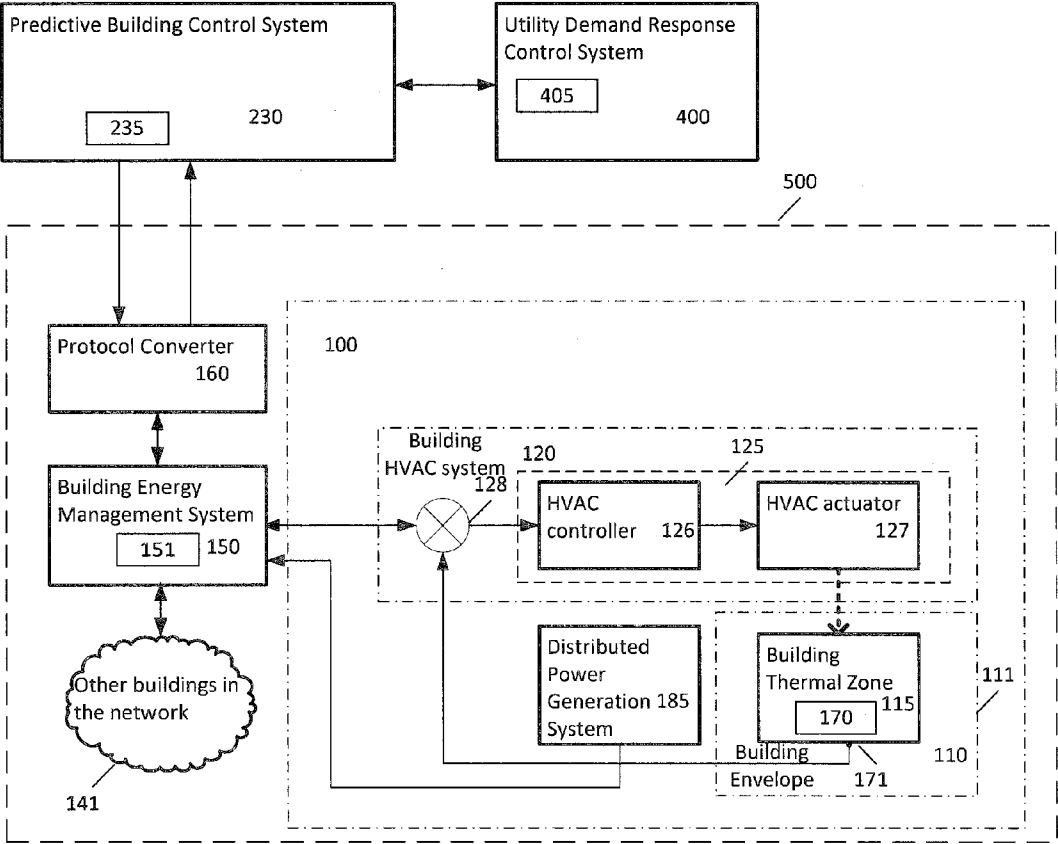 Predictive Building Control System
235
230
Utility Demand Response
Control System
405
400
500
Protocol Converter
160
100
Building
HVAC system
120
125
128
Building Energy
Management System
151
150
HVAC
controller
126
HVAC actuator
127
Other buildings in
the network
141
Distributed
Power
Generation 185
System
Building
Thermal Zone
115
170
111
110
Building
Envelope
171